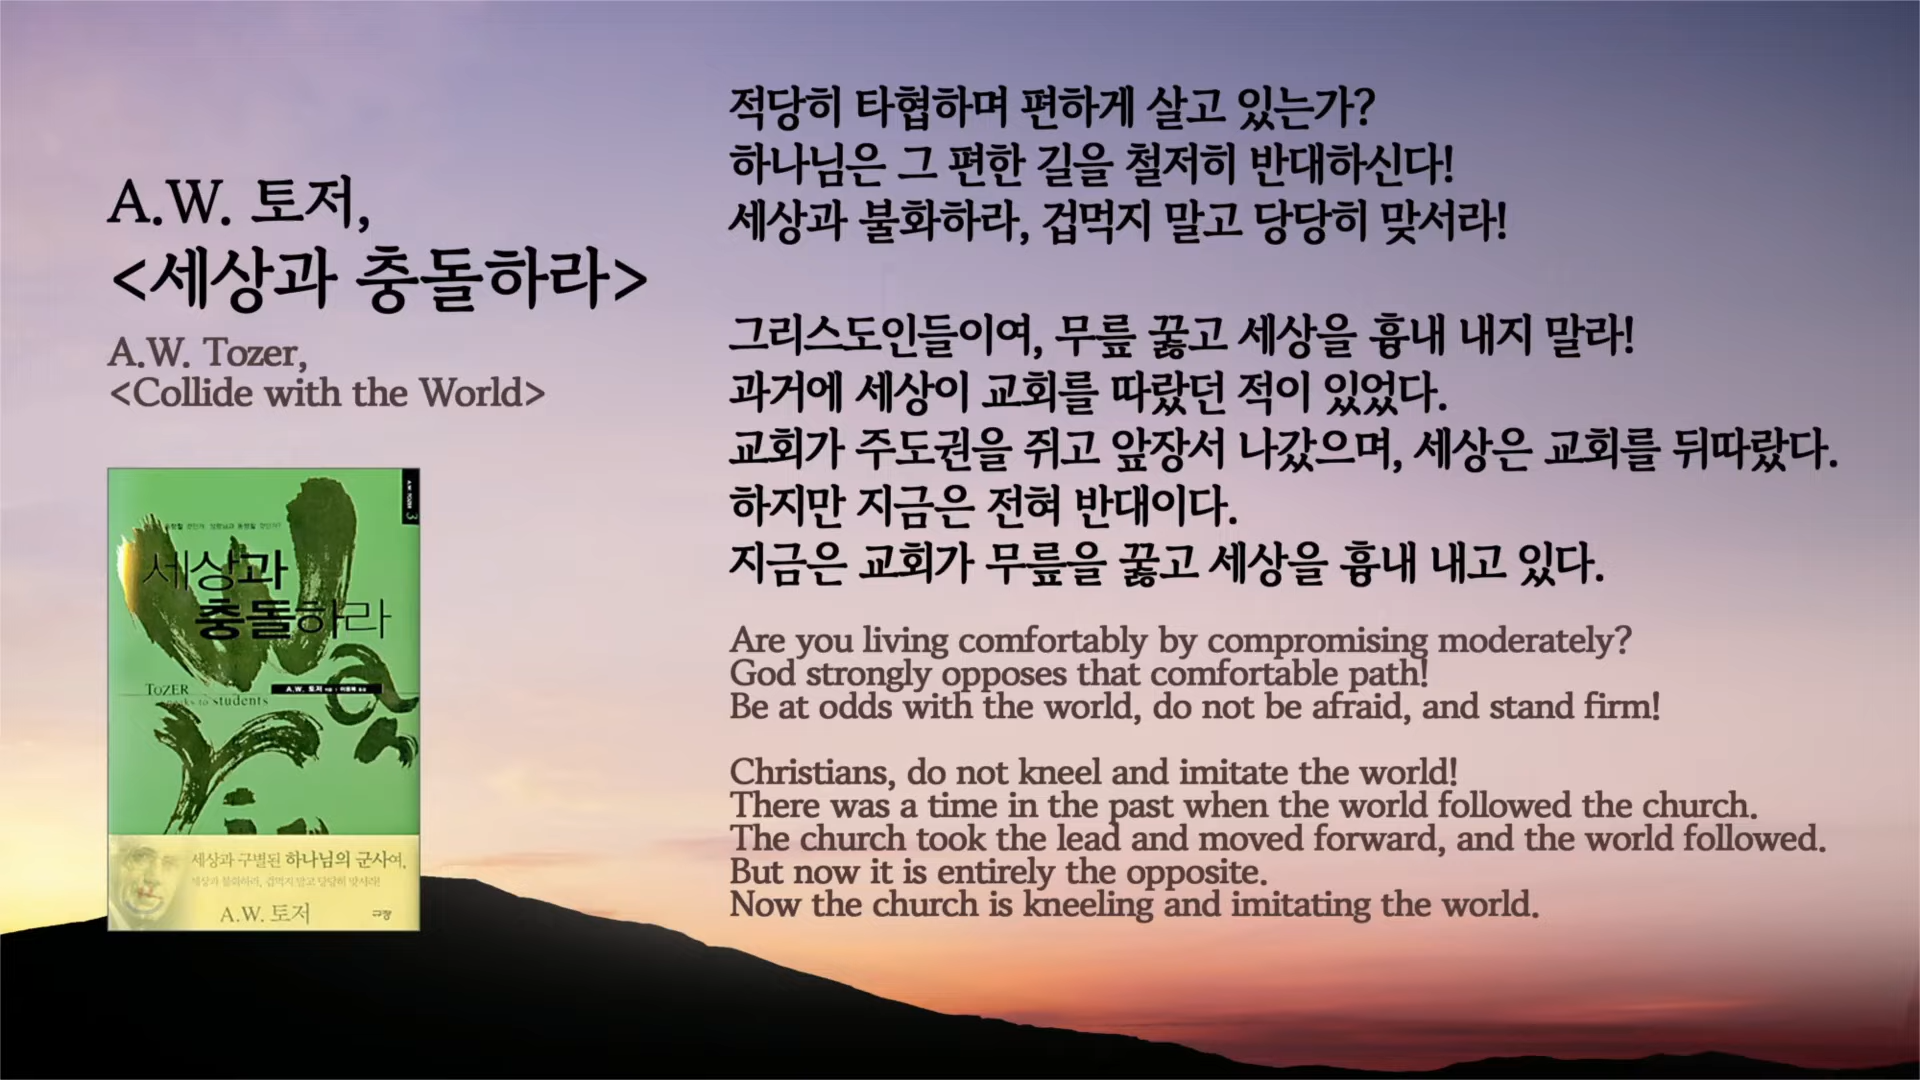 A.W. 토저,
<세상과 충돌하라>
A.W. Tozer,
<Collide with the World>
적당히 타협하며 편하게 살고 있는가?
하나님은 그 편한 길을 철저히 반대하신다!
세상과 불화하라, 겁먹지 말고 당당히 맞서라!
그리스도인들이여, 무릎 꿇고 세상을 흉내 내지 말라!
과거에 세상이 교회를 따랐던 적이 있었다.
교회가 주도권을 쥐고 앞장서 나갔으며, 세상은 교회를 뒤따랐다.
하지만 지금은 전혀 반대이다.
지금은 교회가 무릎을 꿇고 세상을 흉내 내고 있다.
Are you living comfortably by compromising moderately?
God strongly opposes that comfortable path!
Be at odds with the world, do not be afraid, and stand firm!
Christians, do not kneel and imitate the world!
There was a time in the past when the world followed the church.
The church took the lead and moved forward, and the world followed.
But now it is entirely the opposite.
Now the church is kneeling and imitating the world.
세상과
충돌하라
TOZER
to students
A.W. 토저
세상과 구별된 하나님의 군사여,
세상과 불화하라, 겁먹지 말고 당당히 맞서라!
A.W. 토저
규장